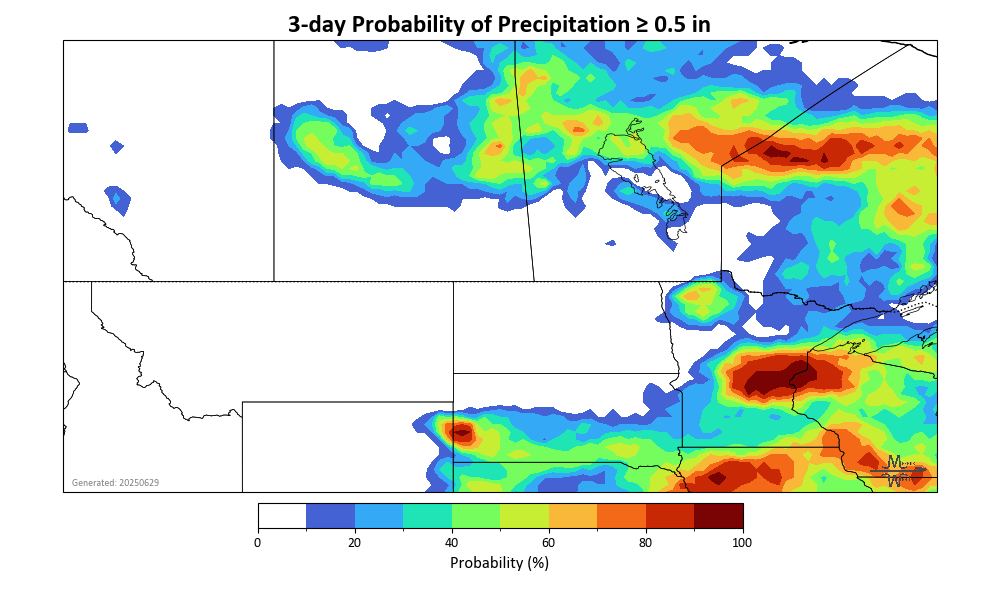 3-day Probability of Precipitation ≥ 0.5 in
Generated: 20250629
0 20 40 60 80 100
Probability (%)